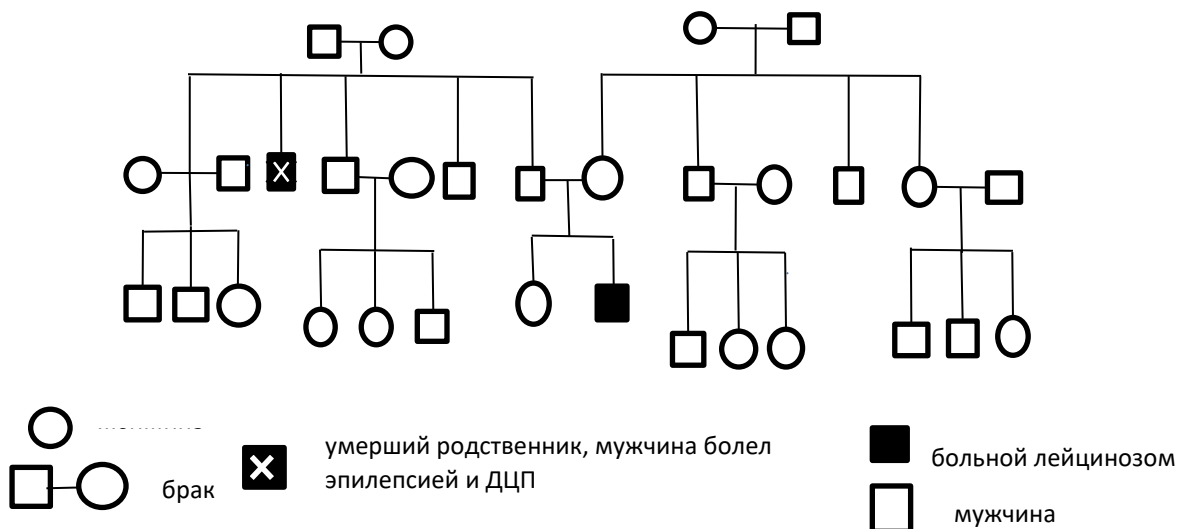 умерший родственник, мужчина болел
эпилепсией и ДЦП
брак
больной лейцинозом
мужчина